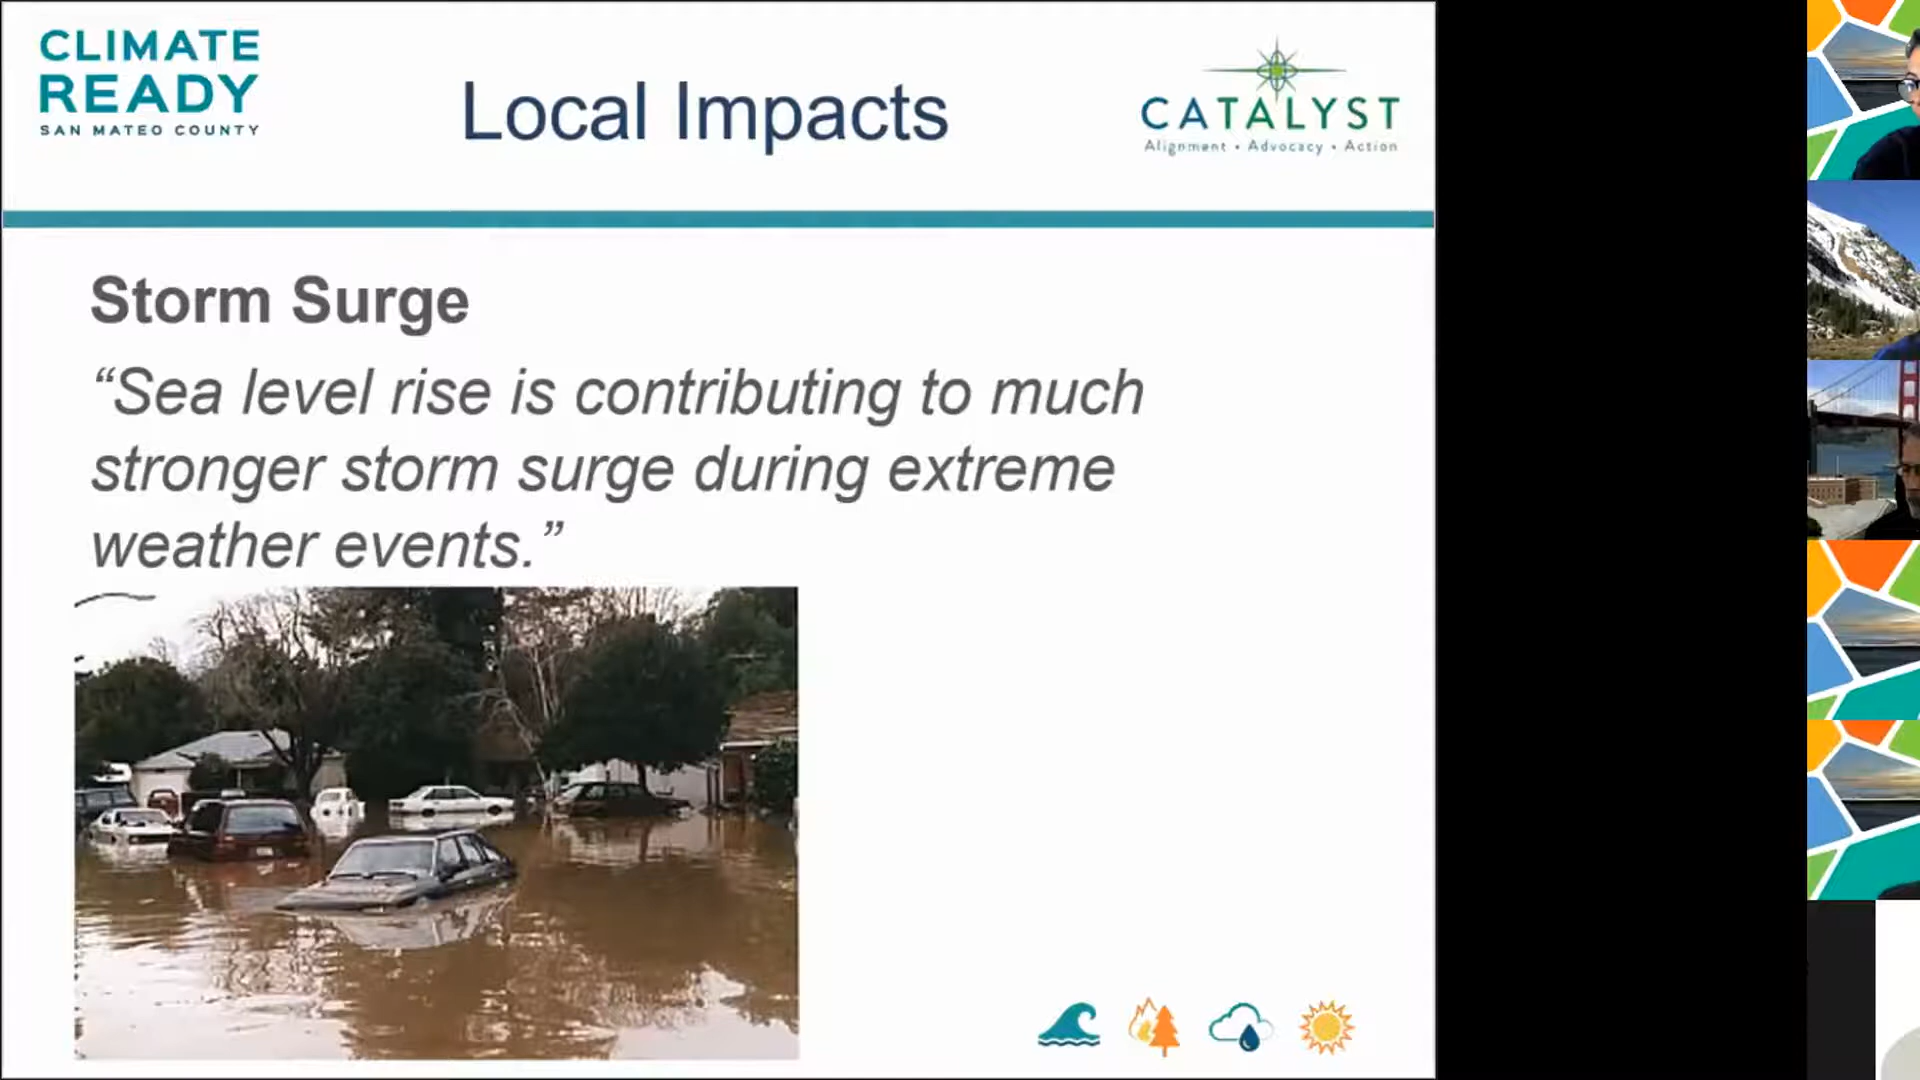 CLIMATE
READY
SAN MATEO COUNTY
Local Impacts
CATALYST
Alignment • Advocacy • Action
Storm Surge
“Sea level rise is contributing to much
stronger storm surge during extreme
weather events.”